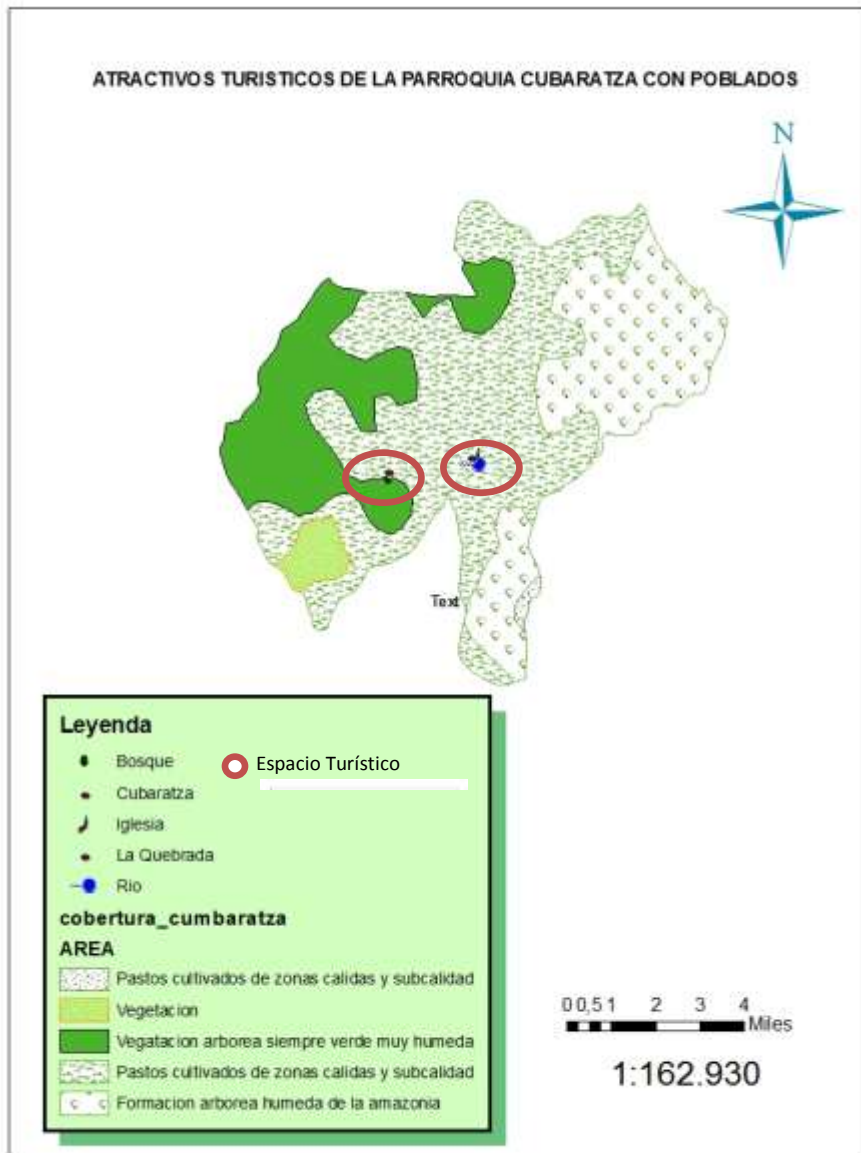 ATRACTIVOS TURISTICOS DE LA PARROQUIA CUBARATZA CON POBLADOS
N
Text
Leyenda
Bosque
Espacio Turístico
Cubaratza
Iglesia
La Quebrada
Rio
cobertura_cumbaratza
AREA
Pastos cultivados de zonas calidas y subcalidad
Vegetacion
Vegatacion arborea siempre verde muy humeda
Pastos cultivados de zonas calidas y subcalidad
Formacion arborea humeda de la amazonia
0 0,5 1 2 3 4
Miles
1:162.930